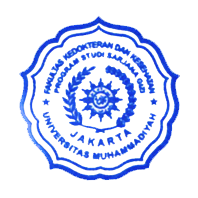 FAKULTAS KEDOKTERAN DAN KESEHATAN
PROGRAM STUDI SARJANA GIZI
JAKARTA
UNIVERSITAS MUHAMMADIYAH